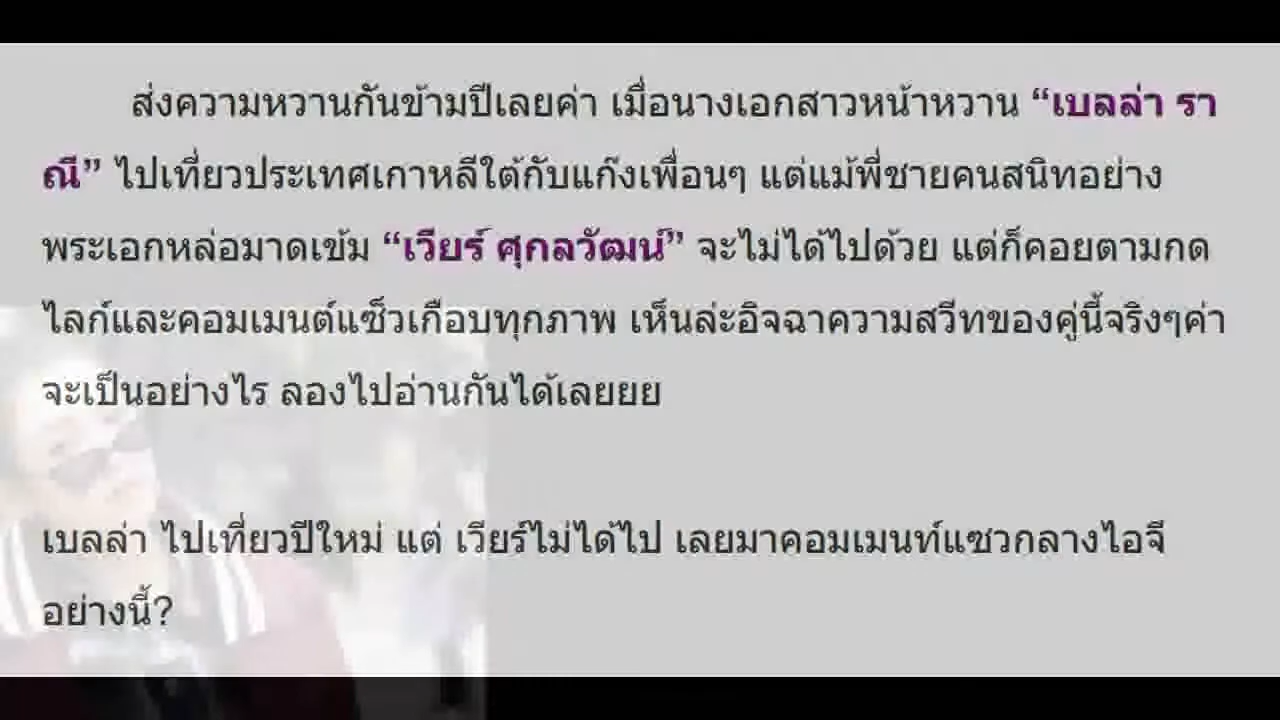 ส่งความหวานกันข้ามปีเลยค่า เมื่อนางเอกสาวหน้าหวาน “เบลล่า รา
ณี” ไปเที่ยวประเทศเกาหลีใต้กับแก๊งเพื่อนๆ แต่แม้พี่ชายคนสนิทอย่าง
พระเอกหล่อมาดเข้ม “เวียร์ ศุกลวัฒน์” จะไม่ได้ไปด้วย แต่ก็คอยตามกด
ไลก์และคอมเมนต์แซ็วเกือบทุกภาพ เห็นล่ะอิจฉาความสวีทของคู่นี้จริงๆค่า
จะเป็นอย่างไร ลองไปอ่านกันได้เลยยย
เบลล่า ไปเที่ยวปีใหม่ แต่ เวียร์ไม่ได้ไป เลยมาคอมเมนท์แซวกลางไอจี
อย่างนี้?